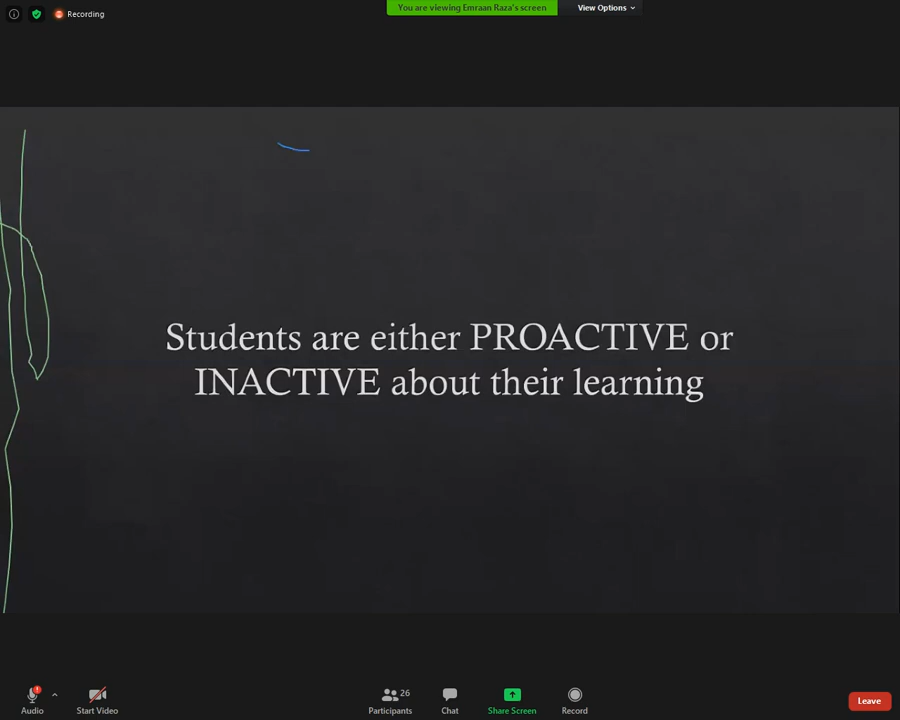 Recording
You are viewing Emraan Raza's screen
View Options
Students are either PROACTIVE or
INACTIVE about their learning
Audio
Start Video
26
Participants
Chat
Share Screen
Record
Leave